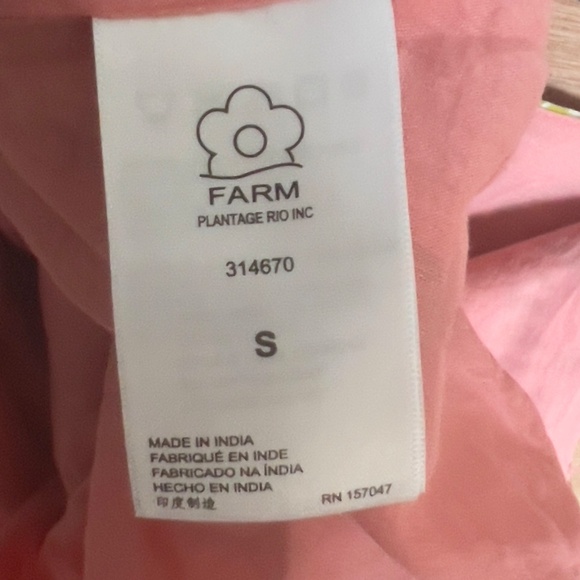 FARM
PLANTAGE RIO INC
314670
S
MADE IN INDIA
FABRIQUÉ EN INDE
FABRICADO NA ÍNDIA
HECHO EN INDIA
印度制造
RN 157047